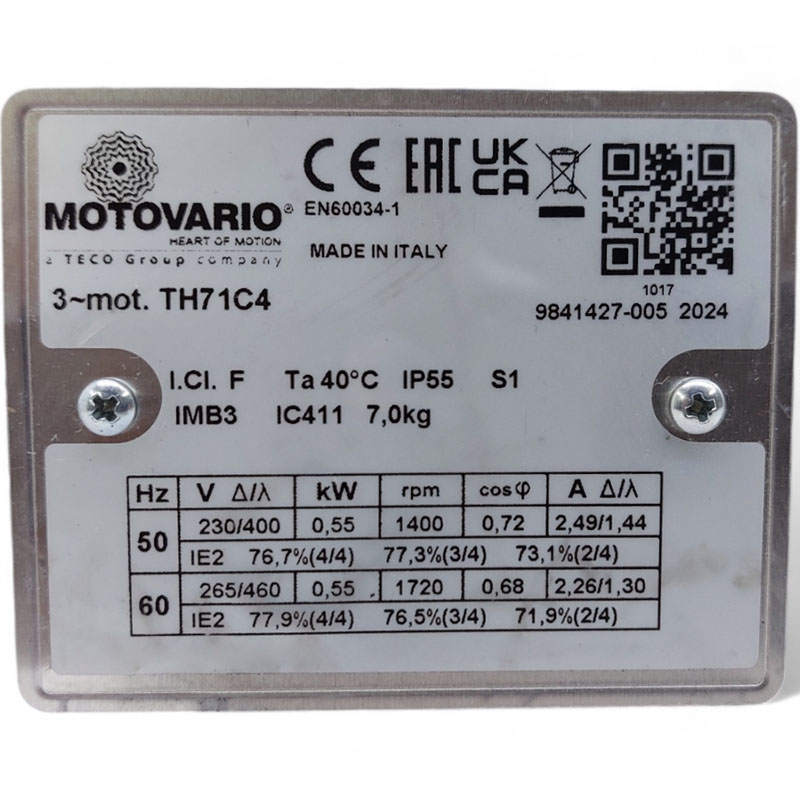 MOTOVARIO®
HEART OF MOTION
a TECO Group company
CE EAC UK CA
EN60034-1
MADE IN ITALY
1017
3~mot. TH71C4
9841427-005 2024
I.Cl. F Ta 40°C IP55 S1
IMB3 IC411 7,0kg
Hz V Δ/λ kW rpm cosφ A Δ/λ
50 230/400 0,55 1400 0,72 2,49/1,44
IE2 76,7%(4/4) 77,3%(3/4) 73,1%(2/4)
60 265/460 0,55 1720 0,68 2,26/1,30
IE2 77,9%(4/4) 76,5%(3/4) 71,9%(2/4)